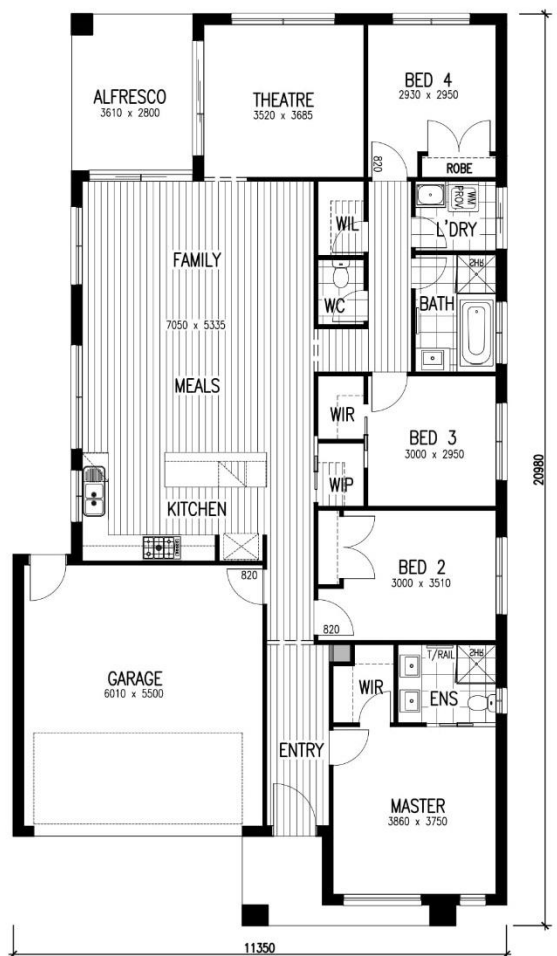 ALFRESCO
3610 x 2800
THEATRE
3520 x 3685
BED 4
2930 x 2950
820
ROBE
WIL
WM
PROV
L'DRY
FAMILY
WC
SHR
BATH
7050 x 5335
MEALS
WIR
BED 3
3000 x 2950
20980
WIP
KITCHEN
BED 2
3000 x 3510
820
820
GARAGE
6010 x 5500
T/RAIL
SHR
WIR
ENS
ENTRY
MASTER
3860 x 3750
11350